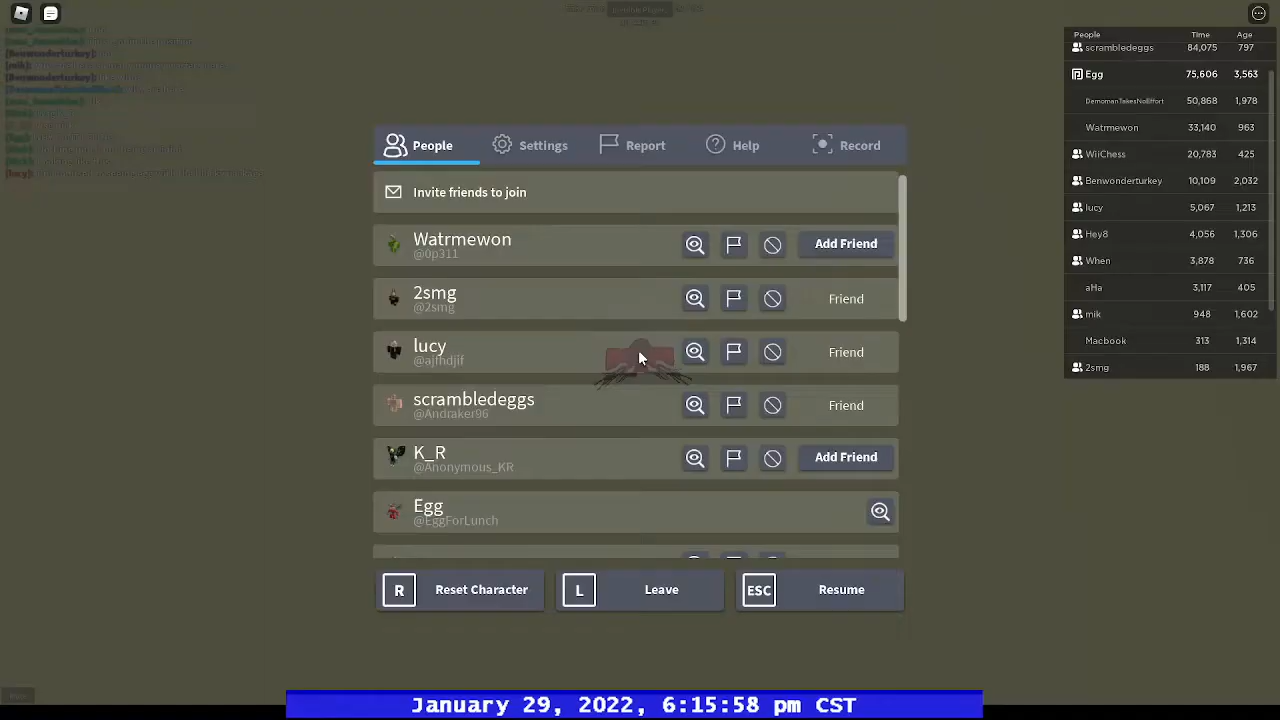 People Time Age
scrambledeggs 84,075 797
Egg 75,606 3,563
DemomanTakesNoEffort 50,868 1,978
Watrmewon 33,140 963
WiiChess 20,783 425
Benwonderturkey 10,109 2,032
lucy 5,067 1,213
Hey8 4,056 1,306
When 3,878 736
aHa 3,117 405
mik 948 1,602
Macbook 313 1,314
2smg 188 1,967
[Benwonderturkey]:
[mik]:
[Benwonderturkey]:
[lucy]:
People Settings Report Help Record
Invite friends to join
Watrmewon
@0p311
Add Friend
2smg
@2smg
Friend
lucy
@ajfhdjif
Friend
scrambledeggs
@Andraker96
Friend
K_R
@Anonymous_KR
Add Friend
Egg
@EggForLunch
R Reset Character L Leave ESC Resume
January 29, 2022, 6:15:58 pm CST